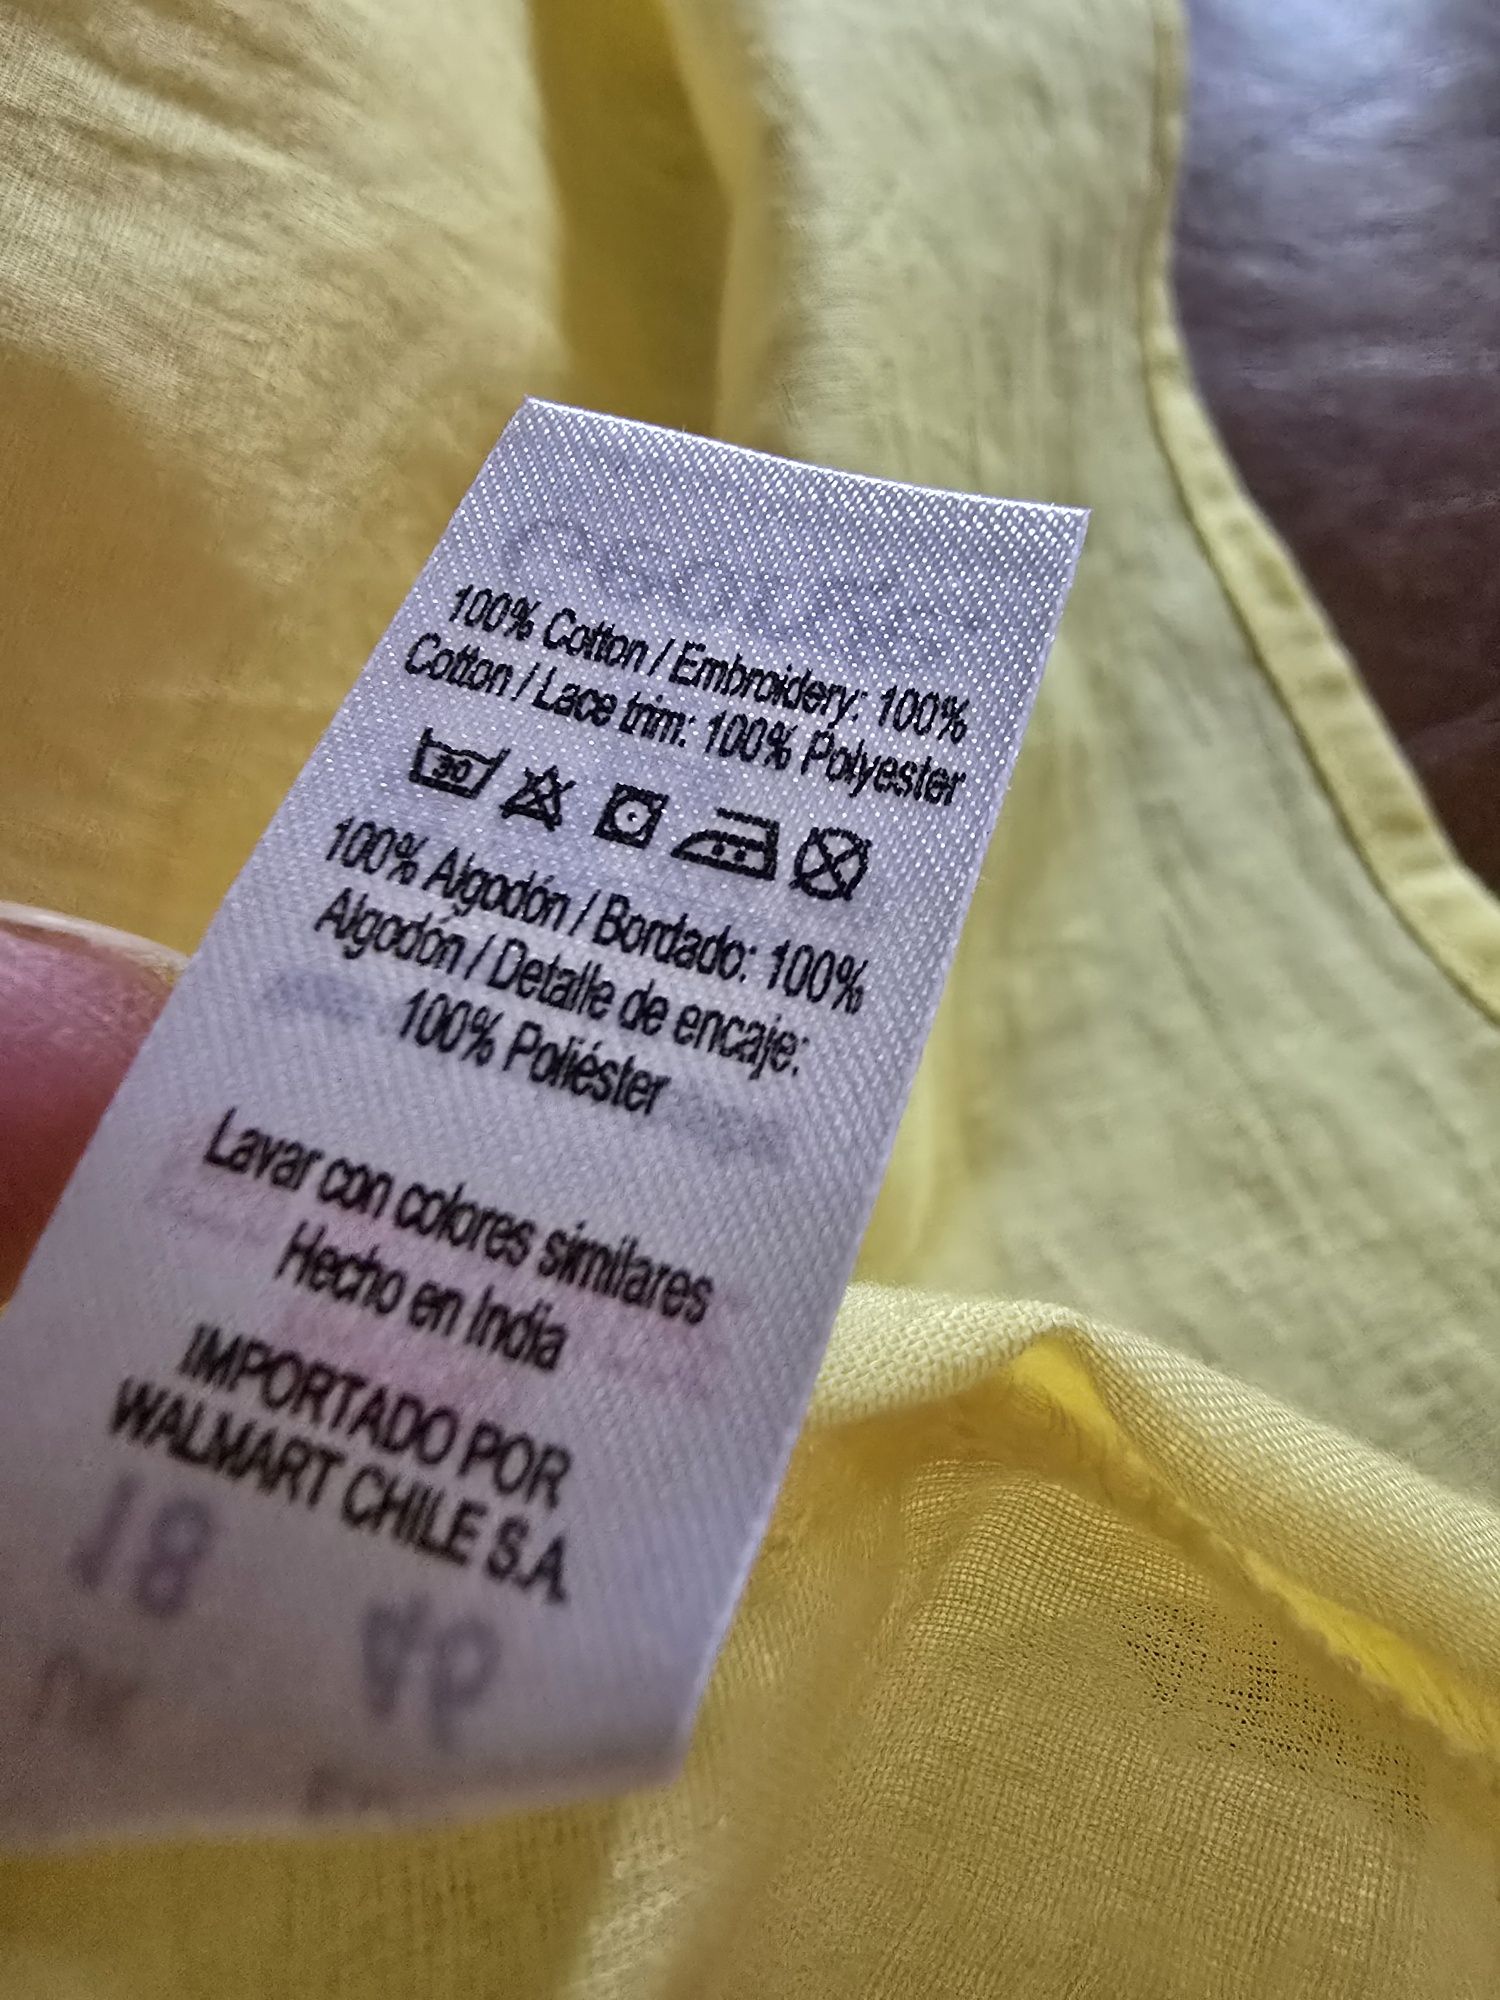 100% Cotton / Embroidery: 100%
Cotton / Lace trim: 100% Polyester
30
100% Algodón / Bordado: 100%
Algodón / Detalle de encaje:
100% Poliéster
Lavar con colores similares
Hecho en India
IMPORTADO POR
WALMART CHILE S.A.